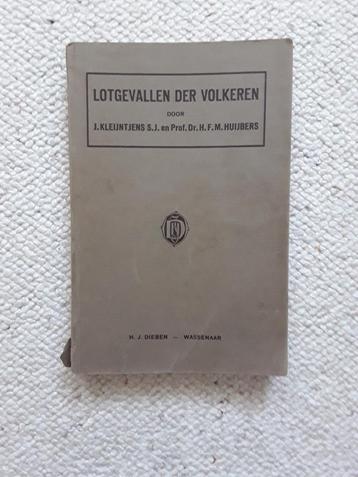 LOTGEVALLEN DER VOLKEREN
DOOR
J. KLEIJNTJENS S.J. en Prof. Dr. H. F. M. HUIJBERS
H. J. DIEBEN — WASSENAAR